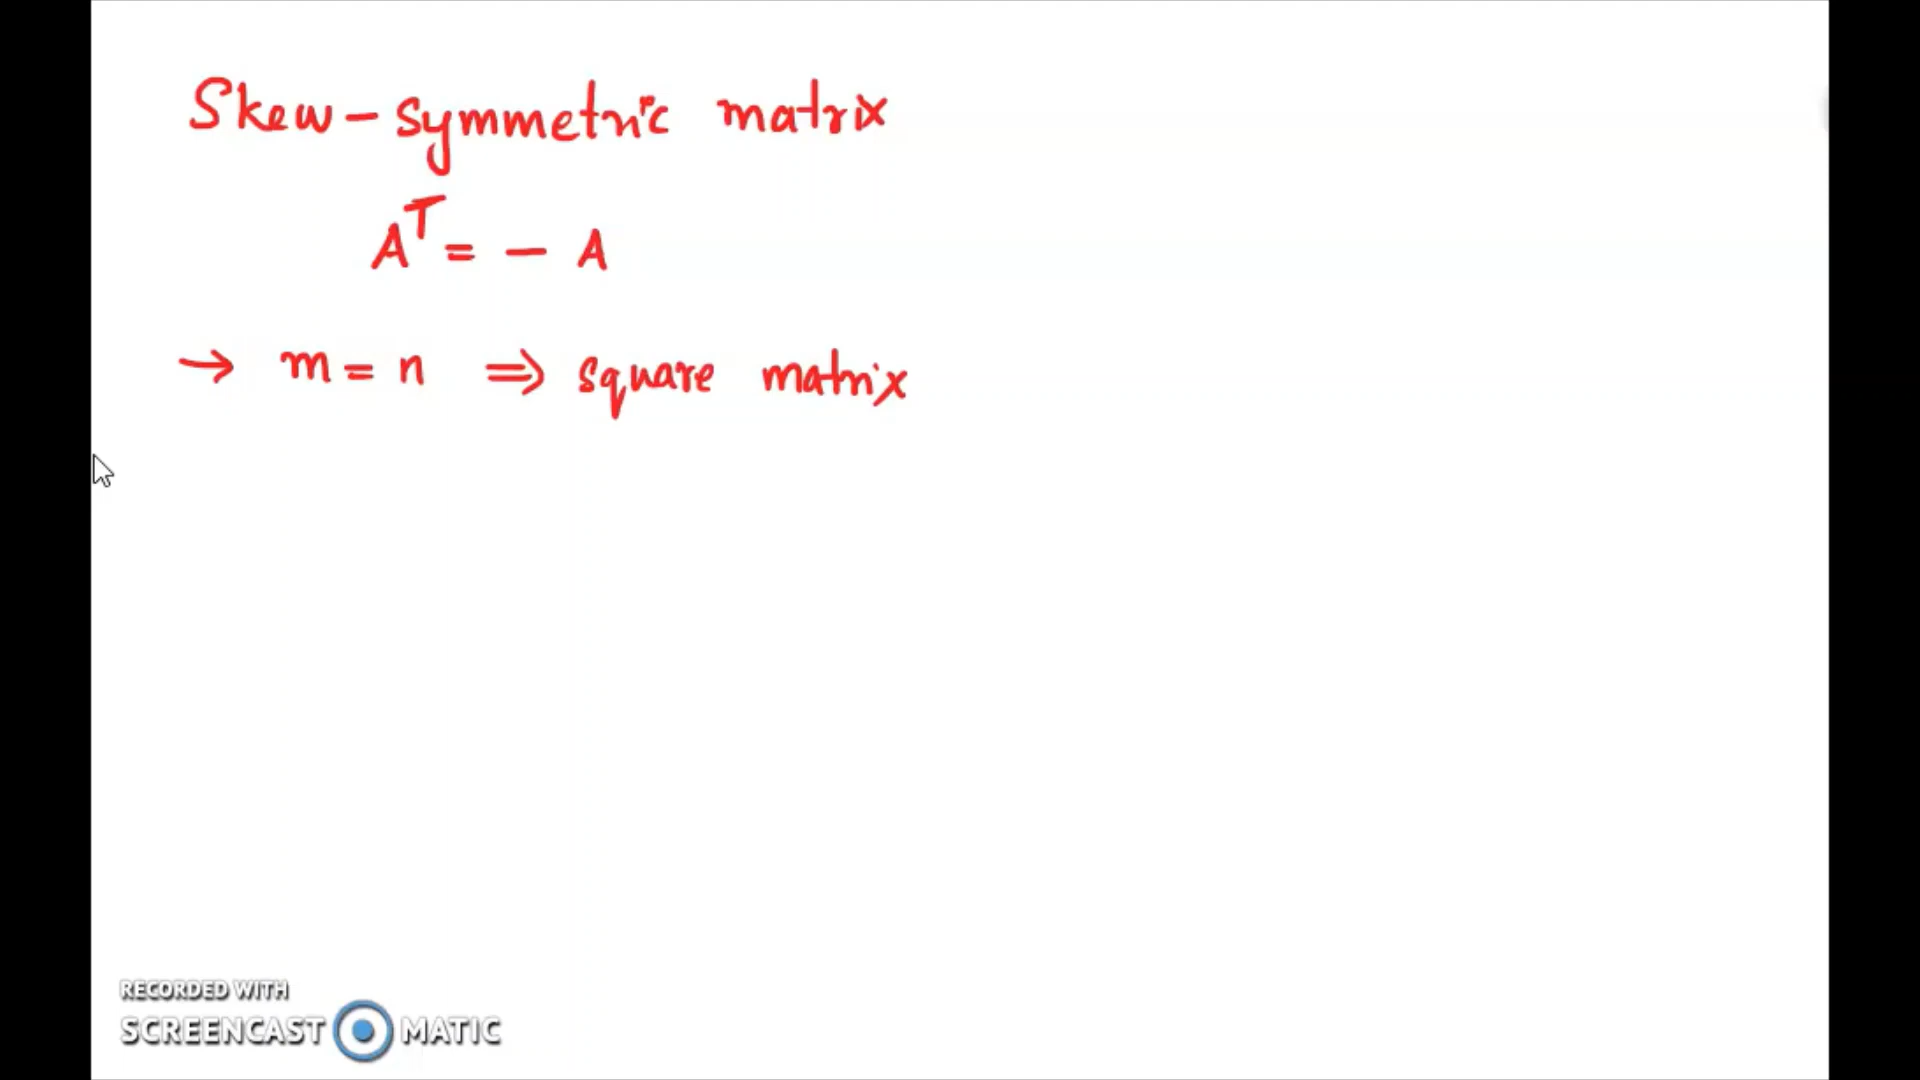 Skew-symmetric matrix
Aᵀ = - A
→ m = n ⇒ square matrix
RECORDED WITH
SCREENCAST MATIC